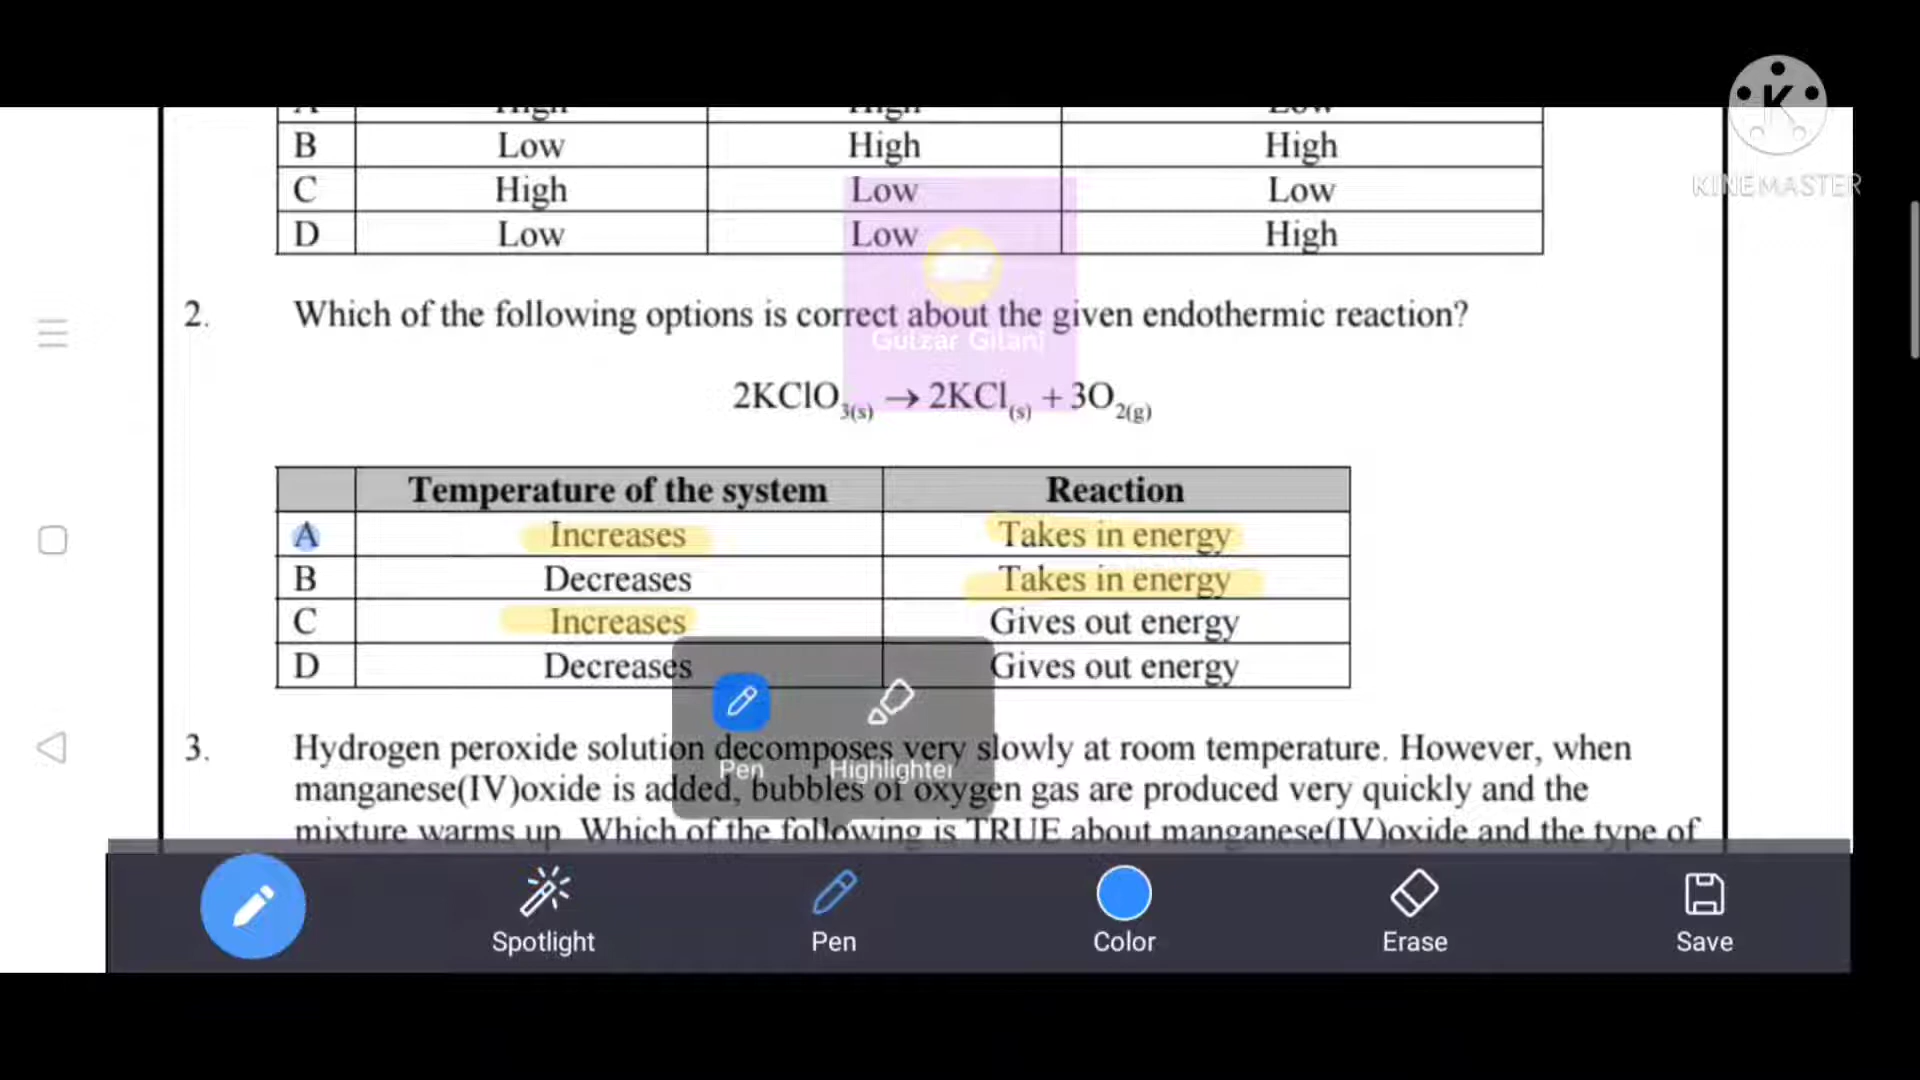 A High High Low
B Low High High
C High Low Low
D Low Low High
KINEMASTER
2. Which of the following options is correct about the given endothermic reaction?
Gulzar Gilani
2KClO3(s) → 2KCl(s) + 3O2(g)
Temperature of the system Reaction
A Increases Takes in energy
B Decreases Takes in energy
C Increases Gives out energy
D Decreases Gives out energy
3. Hydrogen peroxide solution decomposes very slowly at room temperature. However, when
Pen Highlighter
manganese(IV)oxide is added, bubbles of oxygen gas are produced very quickly and the
mixture warms up. Which of the following is TRUE about manganese(IV)oxide and the type of
Spotlight Pen Color Erase Save